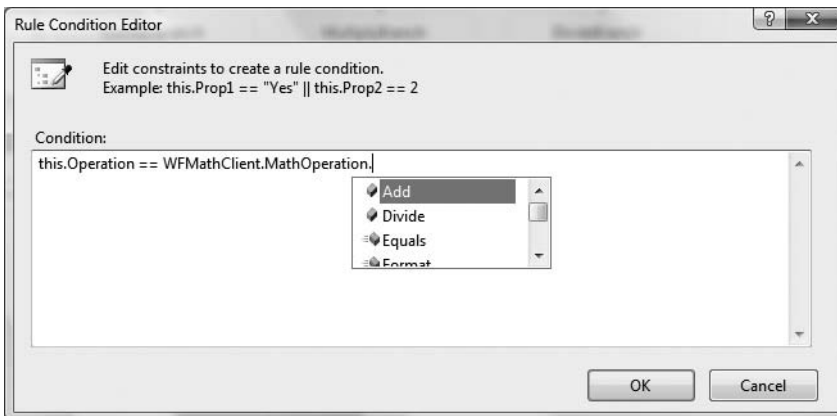 Rule Condition Editor
? X
Edit constraints to create a rule condition.
Example: this.Prop1 == "Yes" || this.Prop2 == 2
Condition:
this.Operation == WFMathClient.MathOperation.
Add
Divide
Equals
Format
OK
Cancel